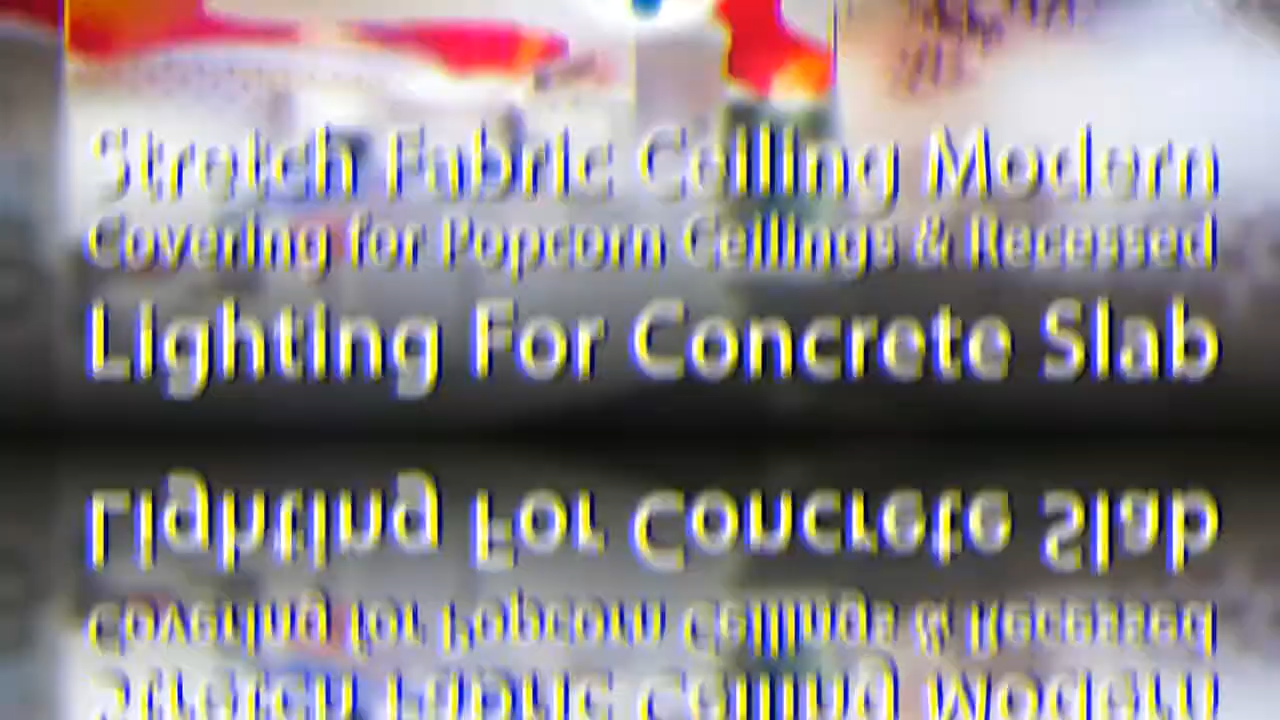 Stretch Fabric Ceiling Modern
Covering for Popcorn Ceilings & Recessed
Lighting For Concrete Slab